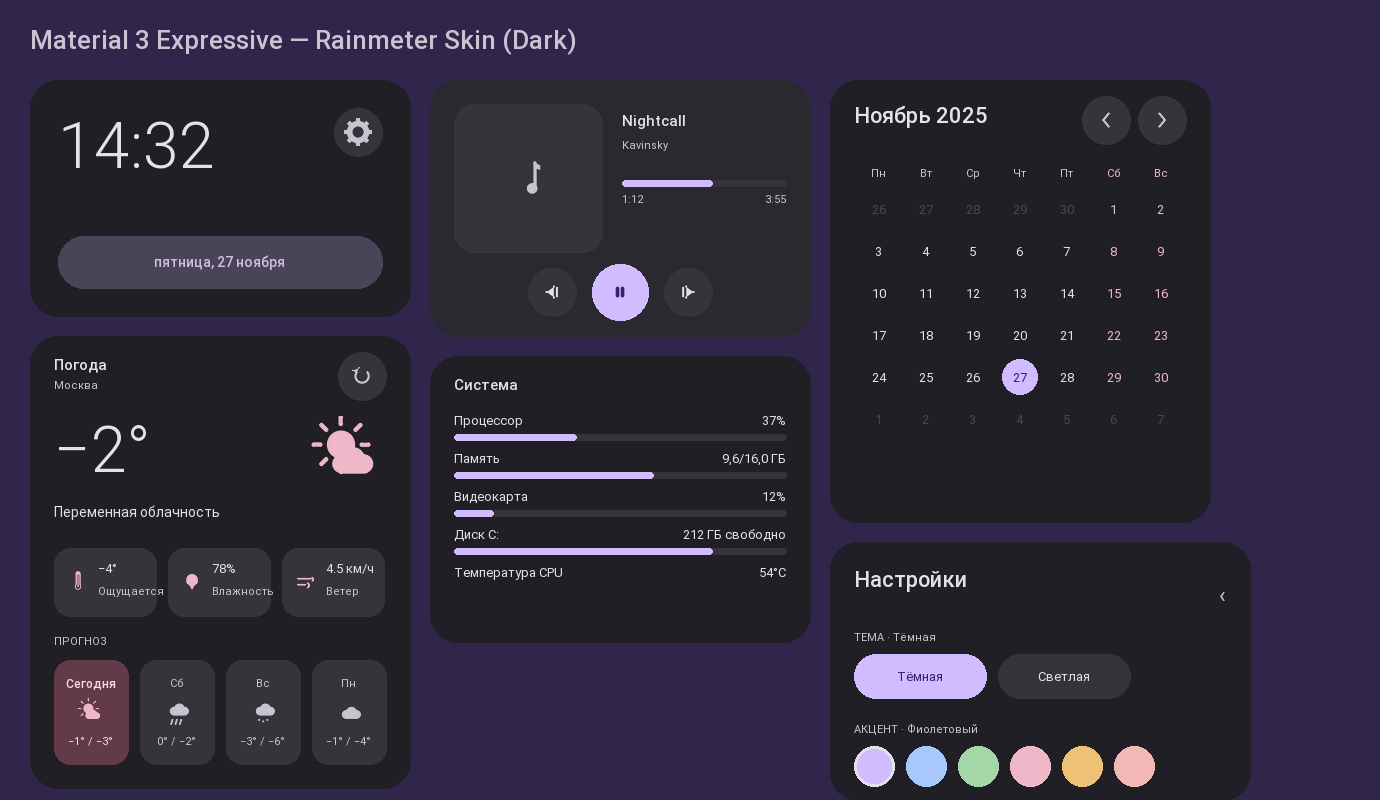 Material 3 Expressive — Rainmeter Skin (Dark)
14:32
пятница, 27 ноября
Погода
Москва
−2°
Переменная облачность
−4°
Ощущается
78%
Влажность
4.5 км/ч
Ветер
ПРОГНОЗ
Сегодня
−1° / −3°
Сб
0° / −2°
Вс
−3° / −6°
Пн
−1° / −4°
Nightcall
Kavinsky
1:12 3:55
Система
Процессор 37%
Память 9,6/16,0 ГБ
Видеокарта 12%
Диск C: 212 ГБ свободно
Температура CPU 54°C
Ноябрь 2025
Пн Вт Ср Чт Пт Сб Вс
26 27 28 29 30 1 2
3 4 5 6 7 8 9
10 11 12 13 14 15 16
17 18 19 20 21 22 23
24 25 26 27 28 29 30
1 2 3 4 5 6 7
Настройки
‹
ТЕМА · Тёмная
Тёмная Светлая
АКЦЕНТ · Фиолетовый